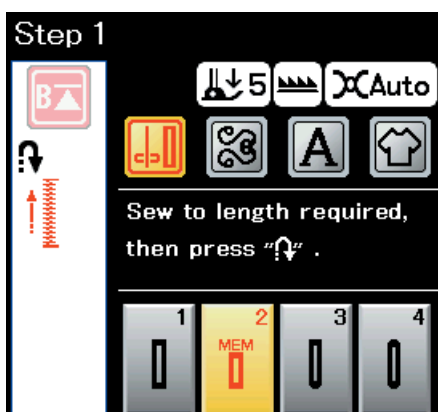 Step 1
B
5
Auto
A
Sew to length required,
then press “ ” .
1 2 3 4
MEM